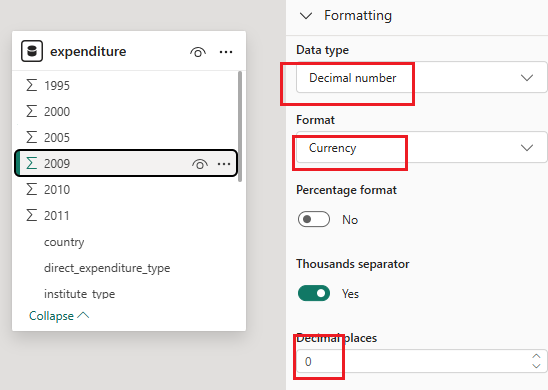 expenditure
1995
2000
2005
2009
2010
2011
country
direct_expenditure_type
institute_type
Collapse
Formatting
Data type
Decimal number
Format
Currency
Percentage format
No
Thousands separator
Yes
Decimal places
0